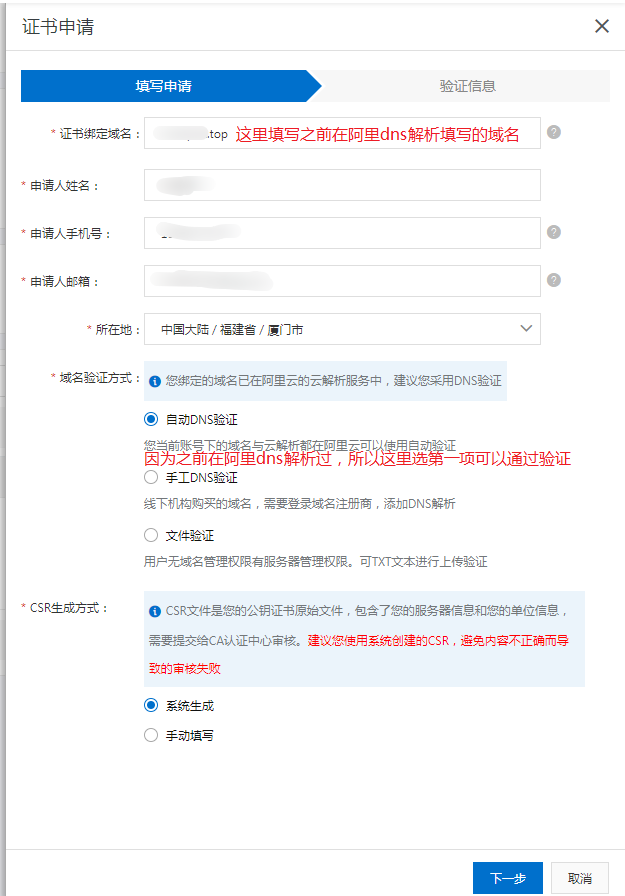 证书申请
填写申请
验证信息
* 证书绑定域名：
.top 这里填写之前在阿里dns解析填写的域名
* 申请人姓名：
* 申请人手机号：
* 申请人邮箱：
* 所在地：
中国大陆 / 福建省 / 厦门市
* 域名验证方式：
您绑定的域名已在阿里云的云解析服务中，建议您采用DNS验证
自动DNS验证
您当前账号下的域名与云解析都在阿里云可以使用自动验证
因为之前在阿里dns解析过，所以这里选第一项可以通过验证
手工DNS验证
线下机构购买的域名，需要登录域名注册商，添加DNS解析
文件验证
用户无域名管理权限有服务器管理权限。可TXT文本进行上传验证
* CSR生成方式：
CSR文件是您的公钥证书原始文件，包含了您的服务器信息和您的单位信息，
需要提交给CA认证中心审核。建议您使用系统创建的CSR，避免内容不正确而导
致的审核失败
系统生成
手动填写
下一步
取消